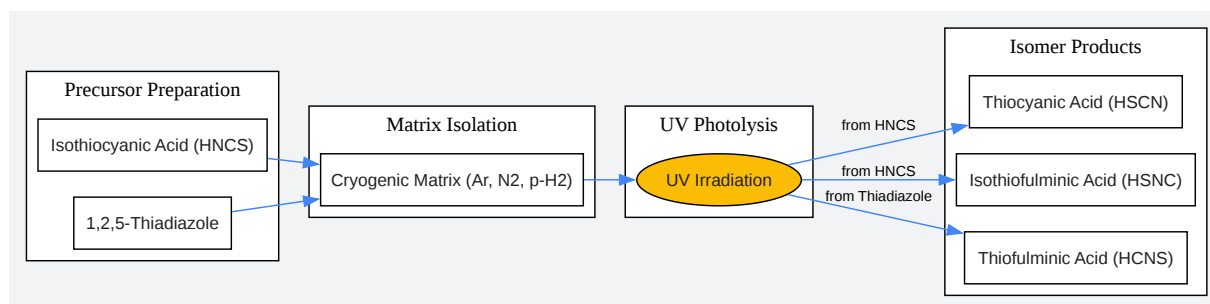 Precursor Preparation
Isothiocyanic Acid (HNCS)
1,2,5-Thiadiazole
Matrix Isolation
Cryogenic Matrix (Ar, N2, p-H2)
UV Photolysis
UV Irradiation
from HNCS
from HNCS
from Thiadiazole
Isomer Products
Thiocyanic Acid (HSCN)
Isothiofulminic Acid (HSNC)
Thiofulminic Acid (HCNS)